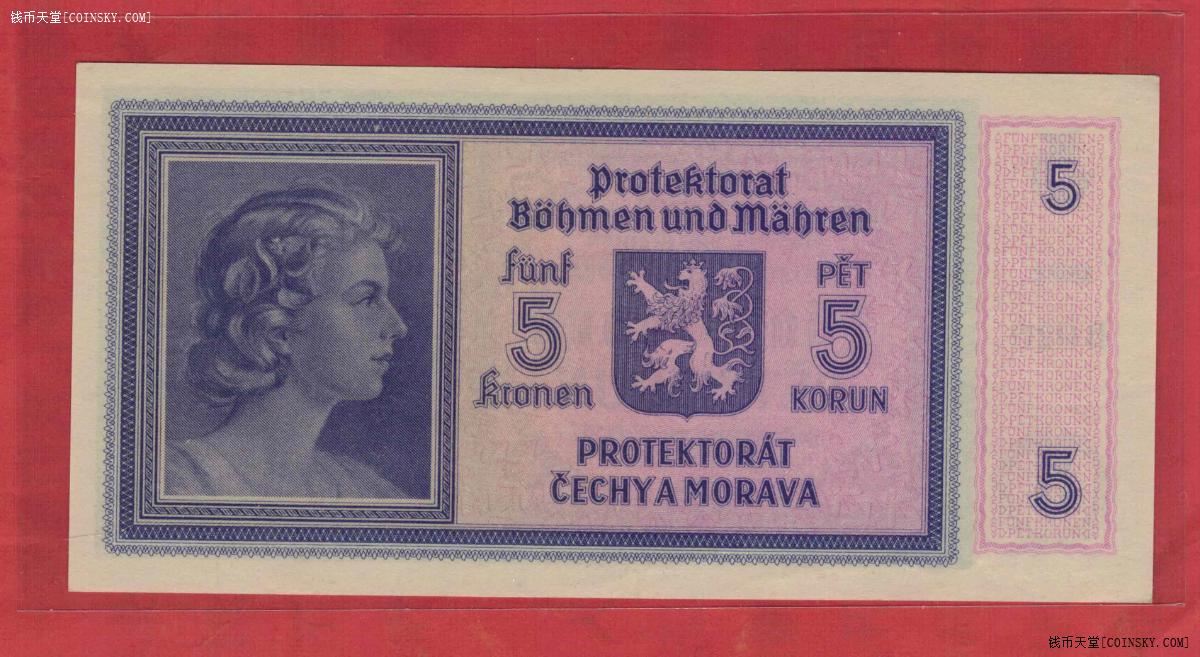 钱币天堂[COINSKY.COM]
Protektorat
Böhmen und Mähren
fünf
5
Kronen
PĚT
5
KORUN
PROTEKTORÁT
ČECHY A MORAVA
5
5
钱币天堂[COINSKY.COM]